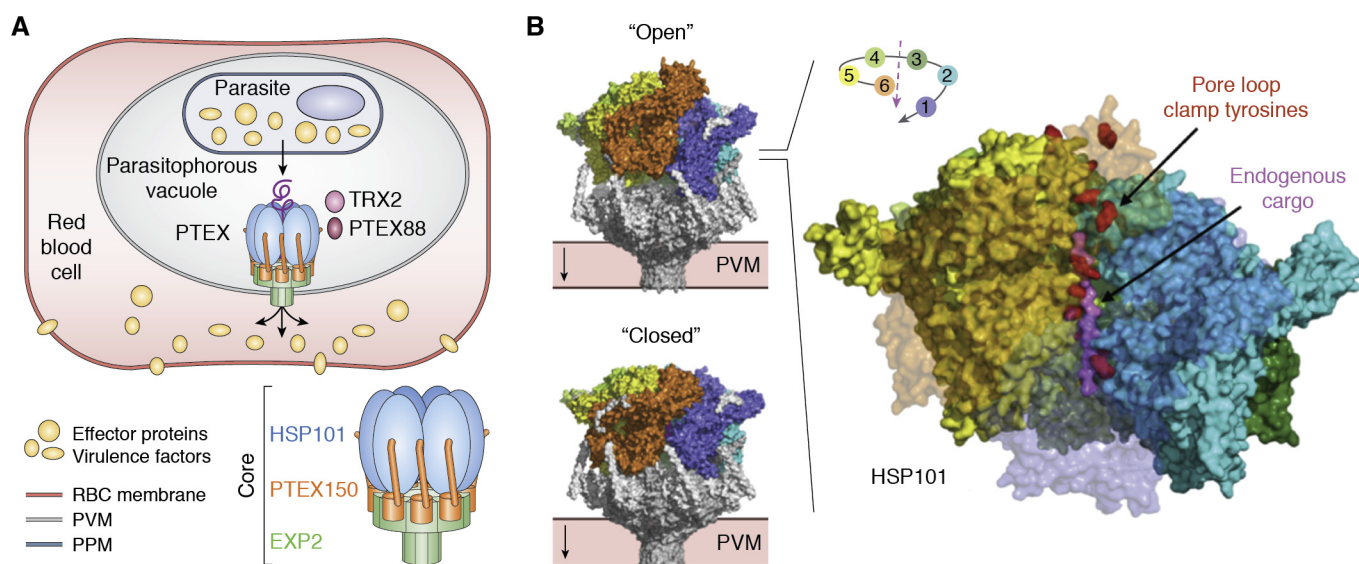 A
Parasite
Parasitophorous
vacuole
TRX2
PTEX88
PTEX
Red
blood
cell
Effector proteins
Virulence factors
RBC membrane
PVM
PPM
Core
HSP101
PTEX150
EXP2
B
“Open”
PVM
“Closed”
PVM
4
3
5
2
6
1
Pore loop
clamp tyrosines
Endogenous
cargo
HSP101